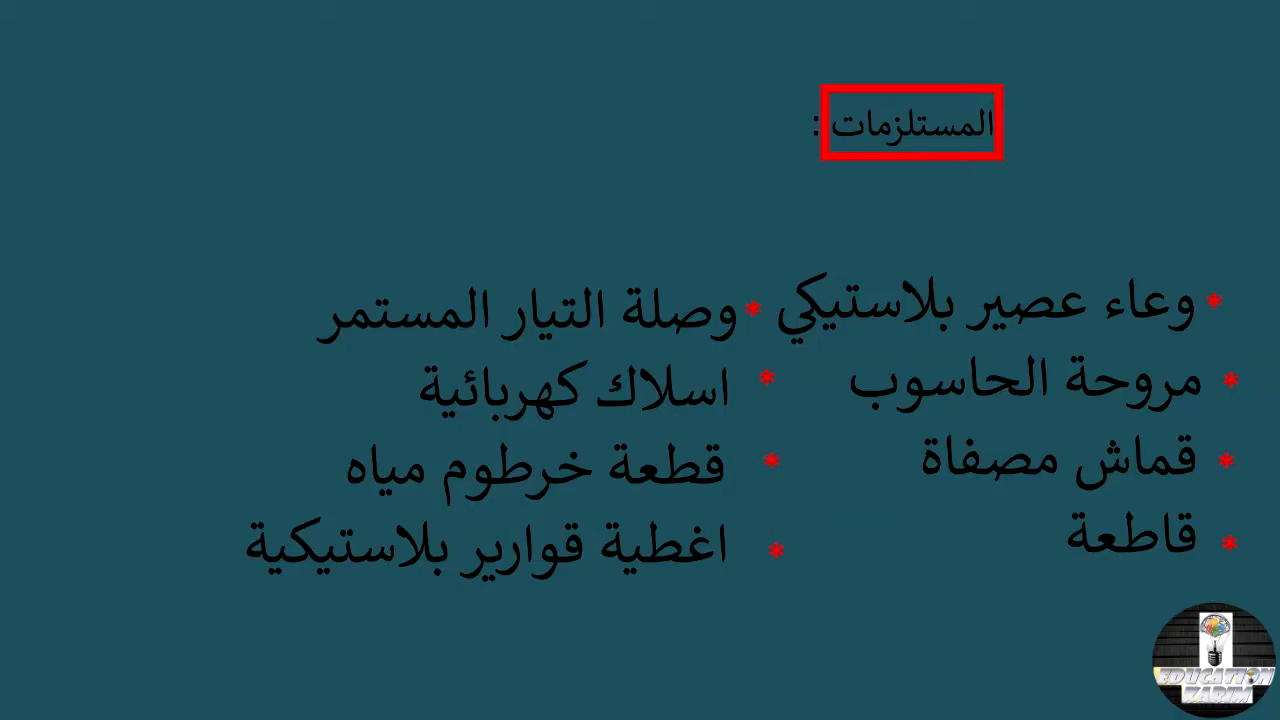 المستلزمات :
* وعاء عصير بلاستيكي
* مروحة الحاسوب
* قماش مصفاة
* قاطعة
* وصلة التيار المستمر
* اسلاك كهربائية
* قطعة خرطوم مياه
* اغطية قوارير بلاستيكية
EDUCATION
KARIM